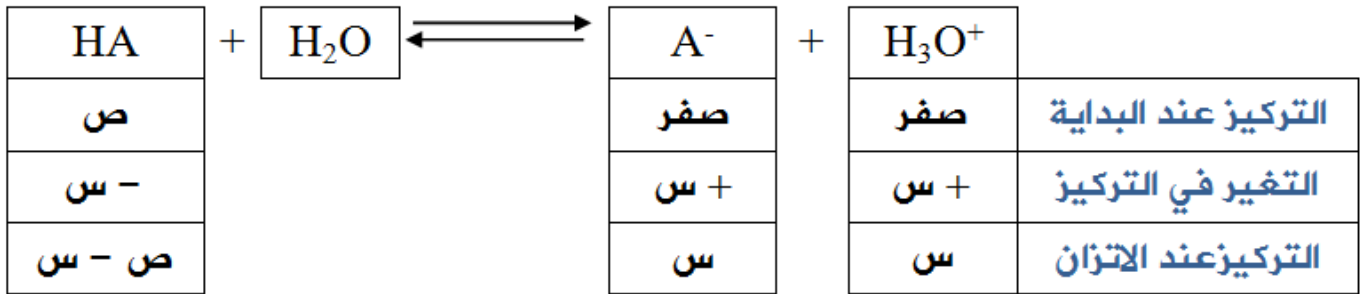 HA + H₂O ⇌ A⁻ + H₃O⁺
ص صفر صفر التركيز عند البداية
– س + س + س التغير في التركيز
ص – س س س التركيزعند الاتزان